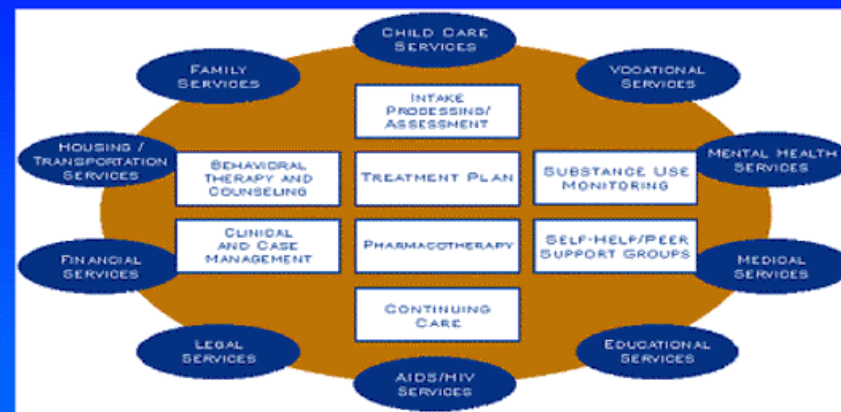 CHILD CARE
SERVICES
FAMILY
SERVICES
VOCATIONAL
SERVICES
INTAKE
PROCESSING/
ASSESSMENT
HOUSING /
TRANSPORTATION
SERVICES
BEHAVIORAL
THERAPY AND
COUNSELING
TREATMENT PLAN
SUBSTANCE USE
MONITORING
MENTAL HEALTH
SERVICES
FINANCIAL
SERVICES
CLINICAL
AND CASE
MANAGEMENT
PHARMACOTHERAPY
SELF-HELP/PEER
SUPPORT GROUPS
MEDICAL
SERVICES
CONTINUING
CARE
LEGAL
SERVICES
AIDS/HIV
SERVICES
EDUCATIONAL
SERVICES